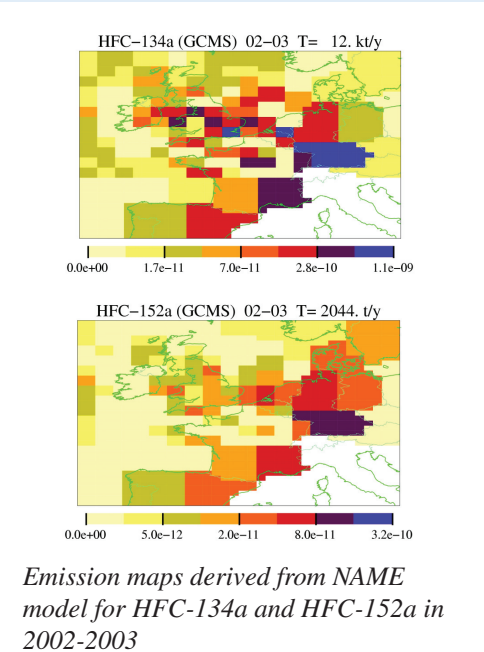 HFC−134a (GCMS) 02−03 T= 12. kt/y
0.0e+00 1.7e−11 7.0e−11 2.8e−10 1.1e−09
HFC−152a (GCMS) 02−03 T= 2044. t/y
0.0e+00 5.0e−12 2.0e−11 8.0e−11 3.2e−10
Emission maps derived from NAME
model for HFC-134a and HFC-152a in
2002-2003